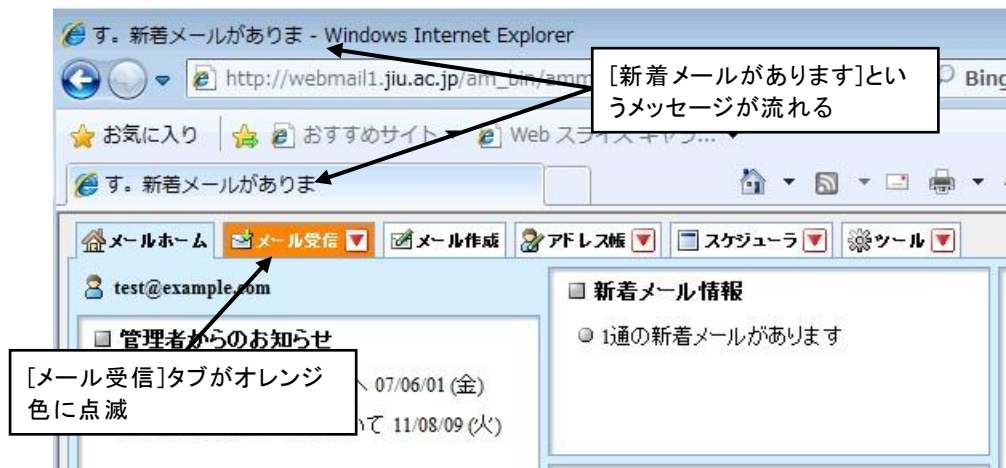 す。新着メールがありま - Windows Internet Explorer
[新着メールがあります]とい
うメッセージが流れる
http://webmail1.jiu.ac.jp/am_bin/amm
Bing
お気に入り
おすすめサイト
Web スライス ギャラ...
す。新着メールがありま
メールホーム
メール受信
メール作成
アドレス帳
スケジューラ
ツール
test@example.com
新着メール情報
管理者からのお知らせ
1通の新着メールがあります
[メール受信]タブがオレンジ
色に点滅
07/06/01 (金)
いて 11/08/09 (火)